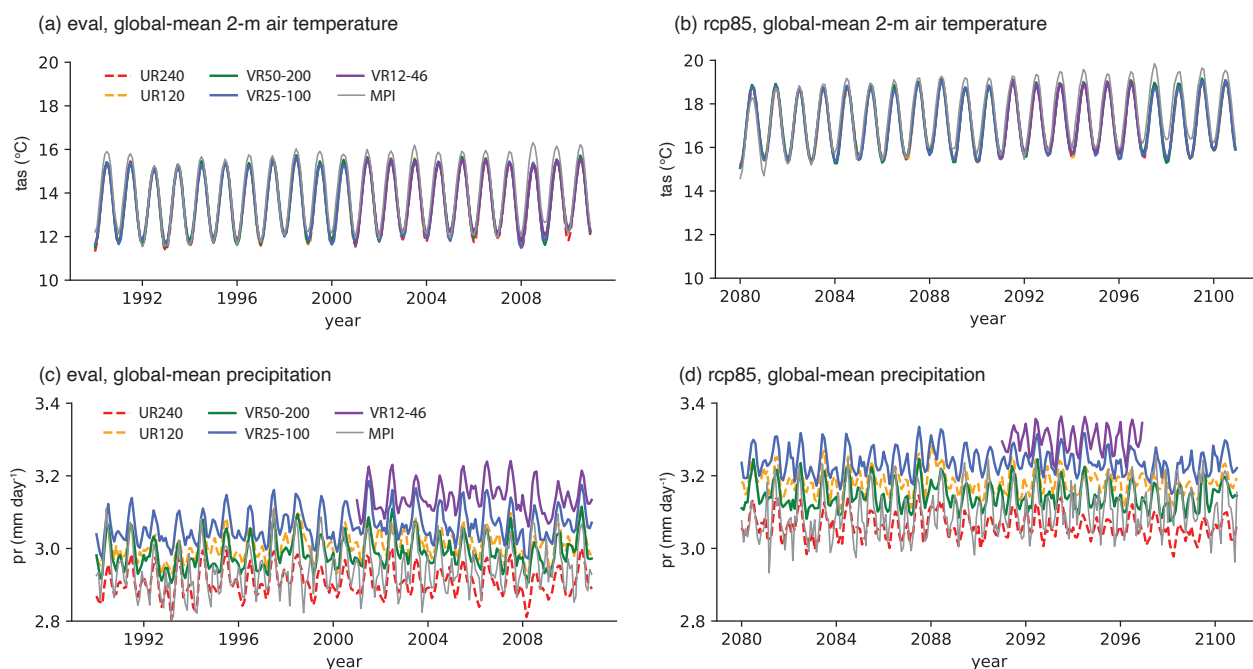 (a) eval, global-mean 2-m air temperature
20
18
16
14
12
10
tas (°C)
UR240
UR120
VR50-200
VR25-100
VR12-46
MPI
1992
1996
2000
2004
2008
year
(b) rcp85, global-mean 2-m air temperature
20
18
16
14
12
10
tas (°C)
2080
2084
2088
2092
2096
2100
year
(c) eval, global-mean precipitation
3.4
3.2
3.0
2.8
pr (mm day⁻¹)
UR240
UR120
VR50-200
VR25-100
VR12-46
MPI
1992
1996
2000
2004
2008
year
(d) rcp85, global-mean precipitation
3.4
3.2
3.0
2.8
pr (mm day⁻¹)
2080
2084
2088
2092
2096
2100
year